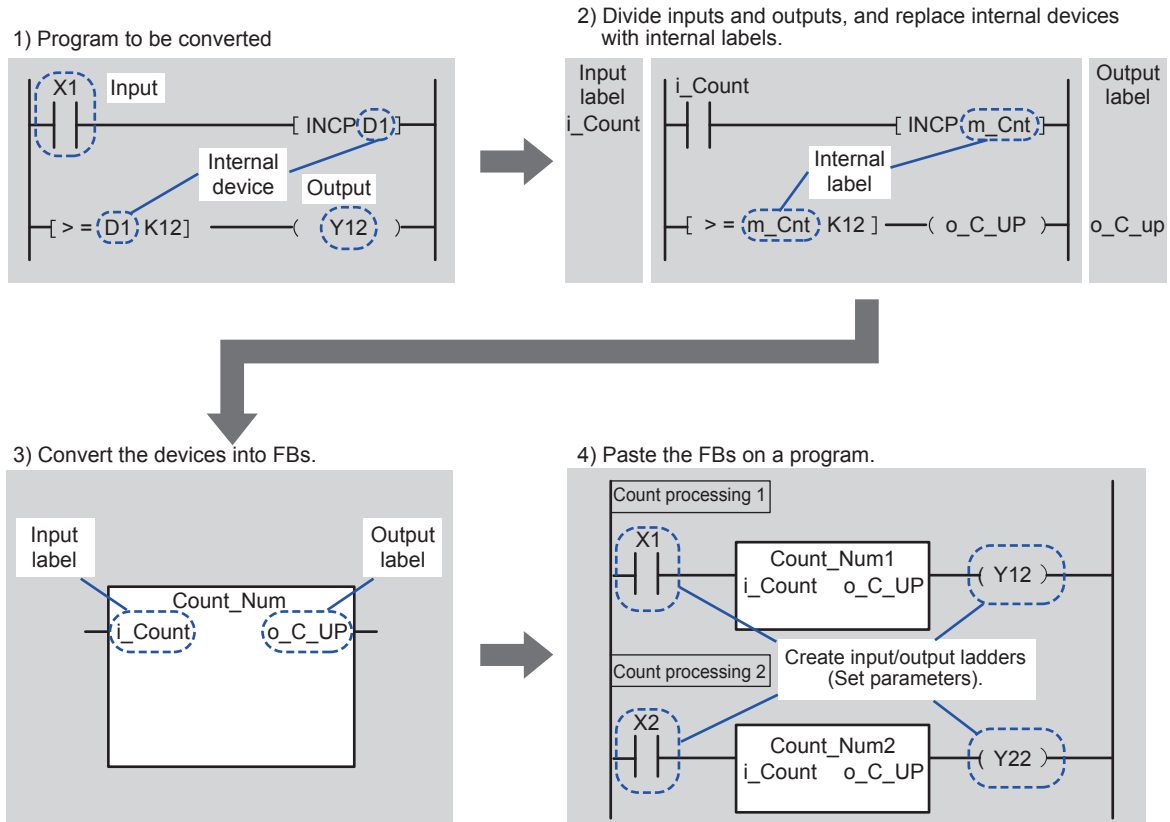 1) Program to be converted
X1
Input
[ INCP D1 ]
Internal
device
Output
[ > = D1 K12]
( Y12 )
2) Divide inputs and outputs, and replace internal devices
with internal labels.
Input
label
i_Count
i_Count
[ INCP m_Cnt ]
Internal
label
[ > = m_Cnt K12 ]
( o_C_UP )
Output
label
o_C_up
3) Convert the devices into FBs.
Input
label
Output
label
Count_Num
i_Count o_C_UP
4) Paste the FBs on a program.
Count processing 1
X1
Count_Num1
i_Count o_C_UP
( Y12 )
Create input/output ladders
(Set parameters).
Count processing 2
X2
Count_Num2
i_Count o_C_UP
( Y22 )